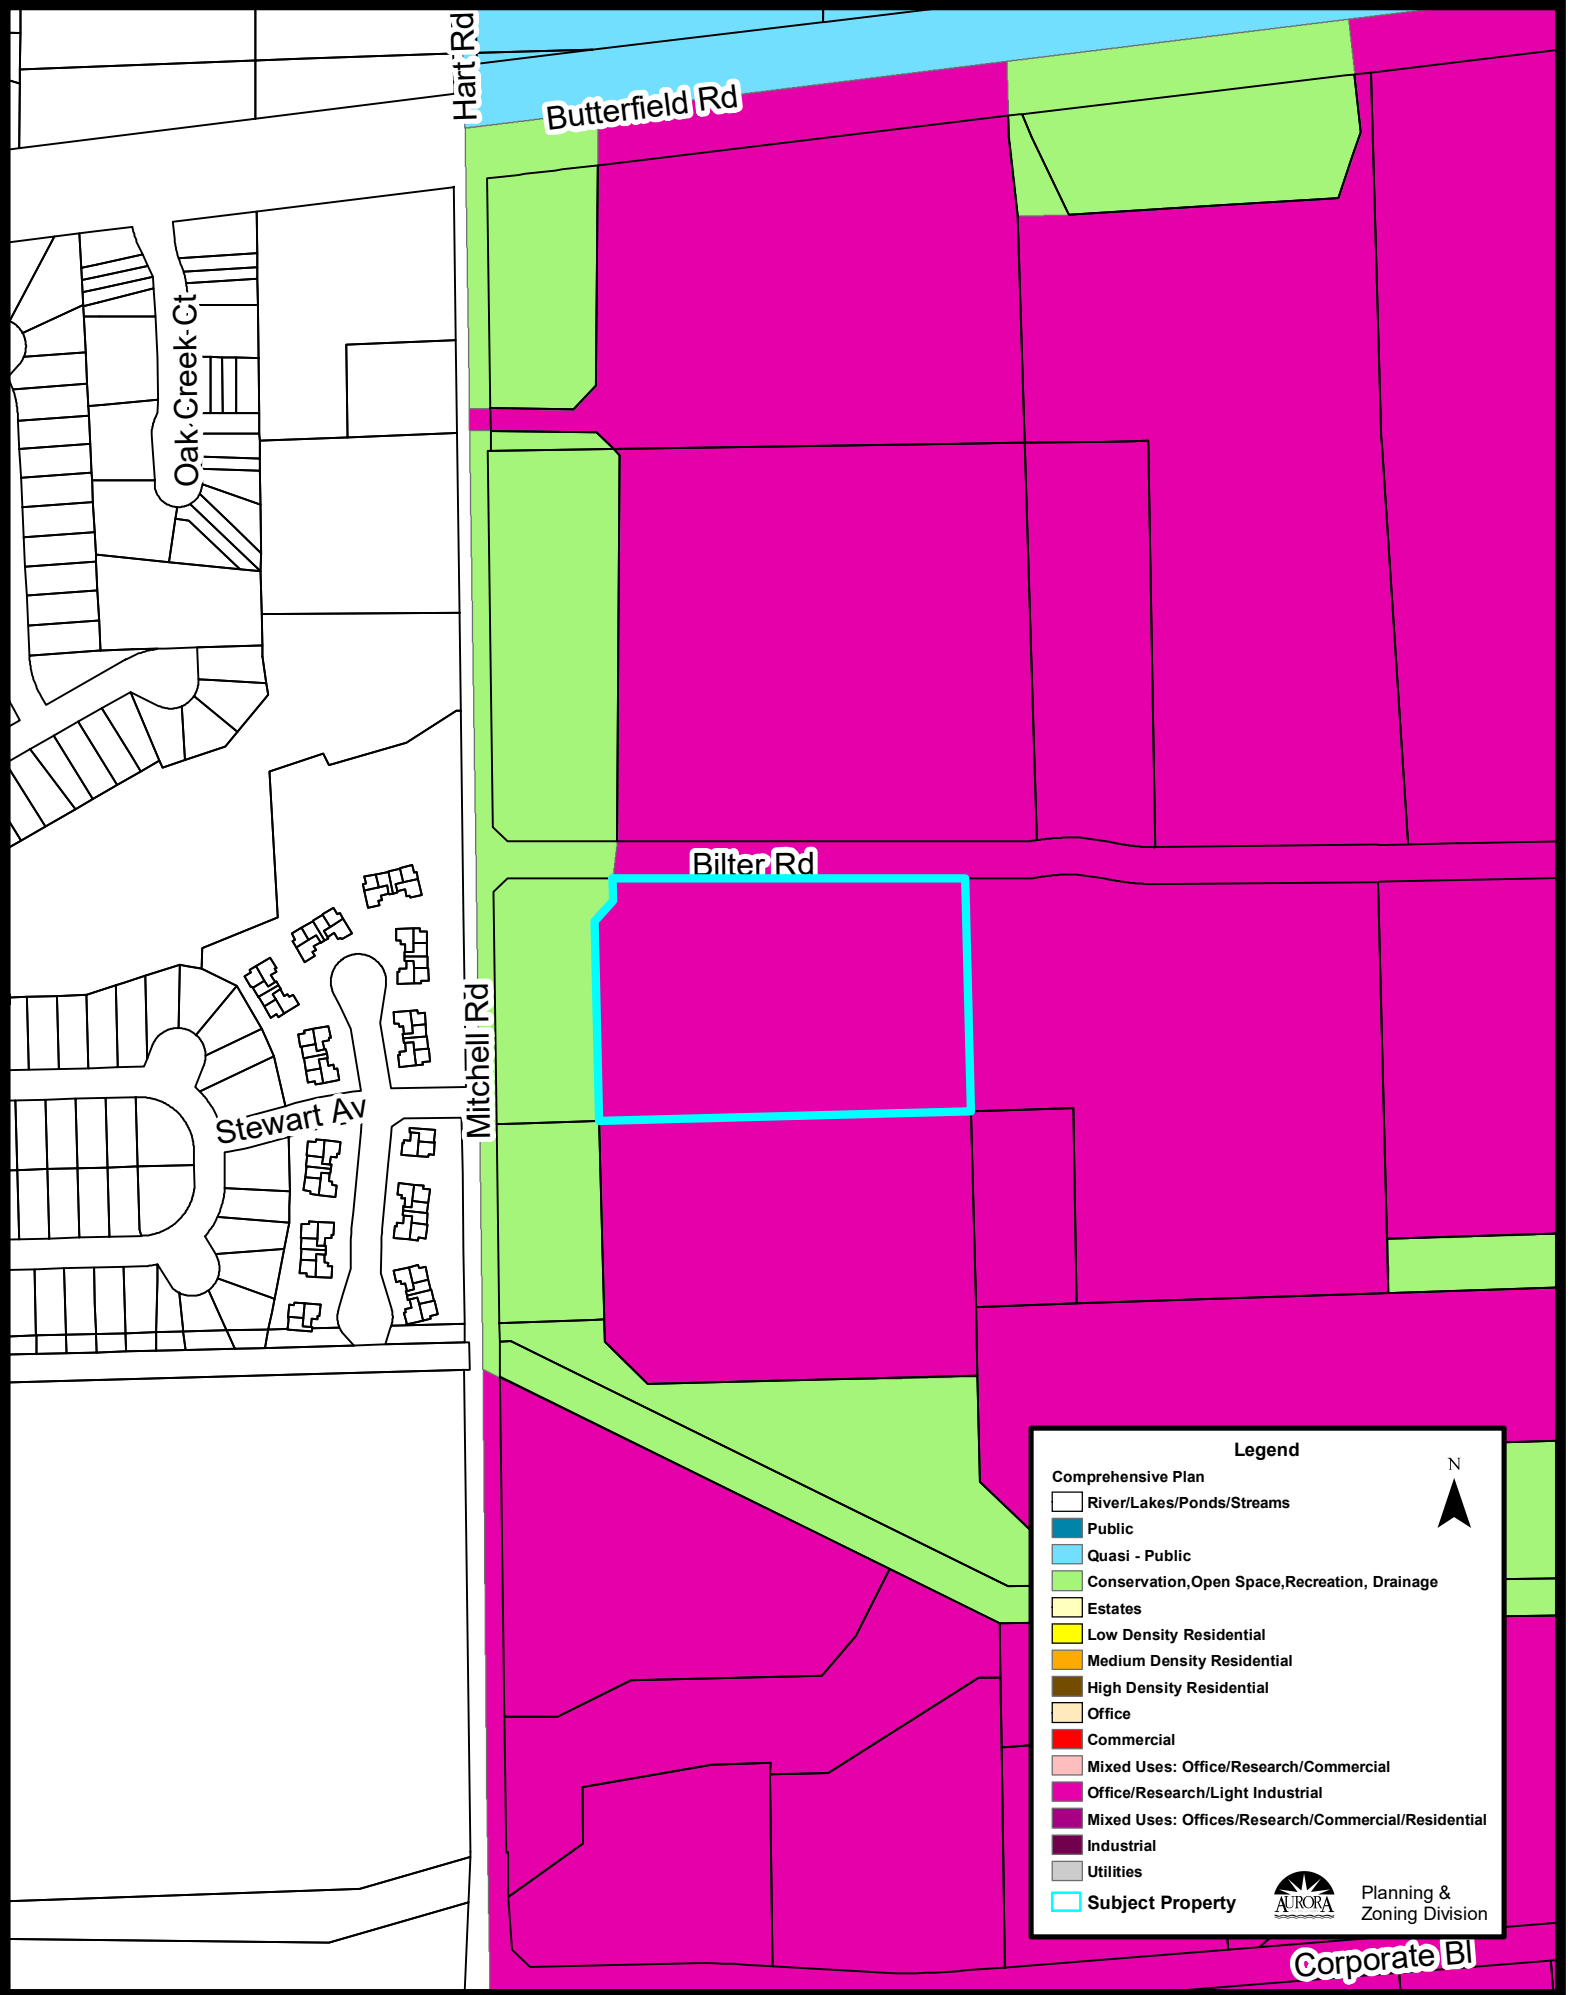 Hart Rd
Butterfield Rd
Oak Creek Ct
Bilter Rd
Mitchell Rd
Stewart Av
Legend
Comprehensive Plan
N
River/Lakes/Ponds/Streams
Public
Quasi - Public
Conservation,Open Space,Recreation, Drainage
Estates
Low Density Residential
Medium Density Residential
High Density Residential
Office
Commercial
Mixed Uses: Office/Research/Commercial
Office/Research/Light Industrial
Mixed Uses: Offices/Research/Commercial/Residential
Industrial
Utilities
Subject Property
AURORA
Planning &
Zoning Division
Corporate Bl